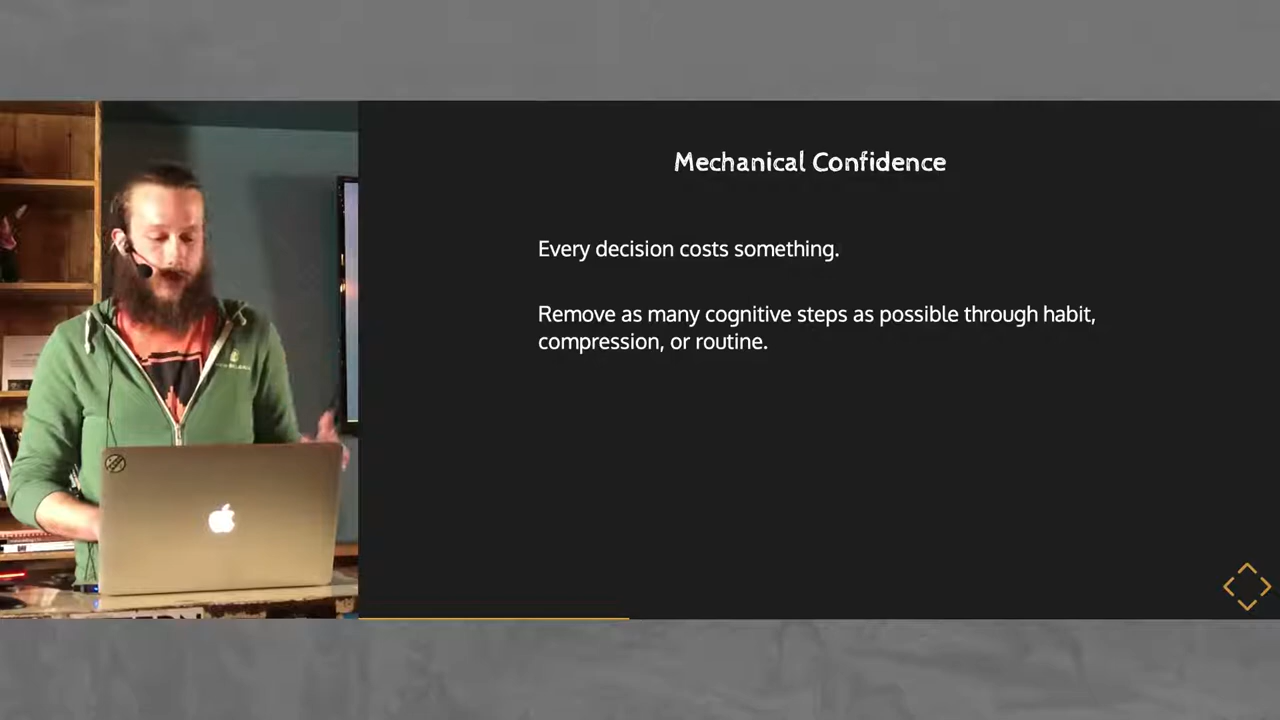 Mechanical Confidence
Every decision costs something.
Remove as many cognitive steps as possible through habit,
compression, or routine.